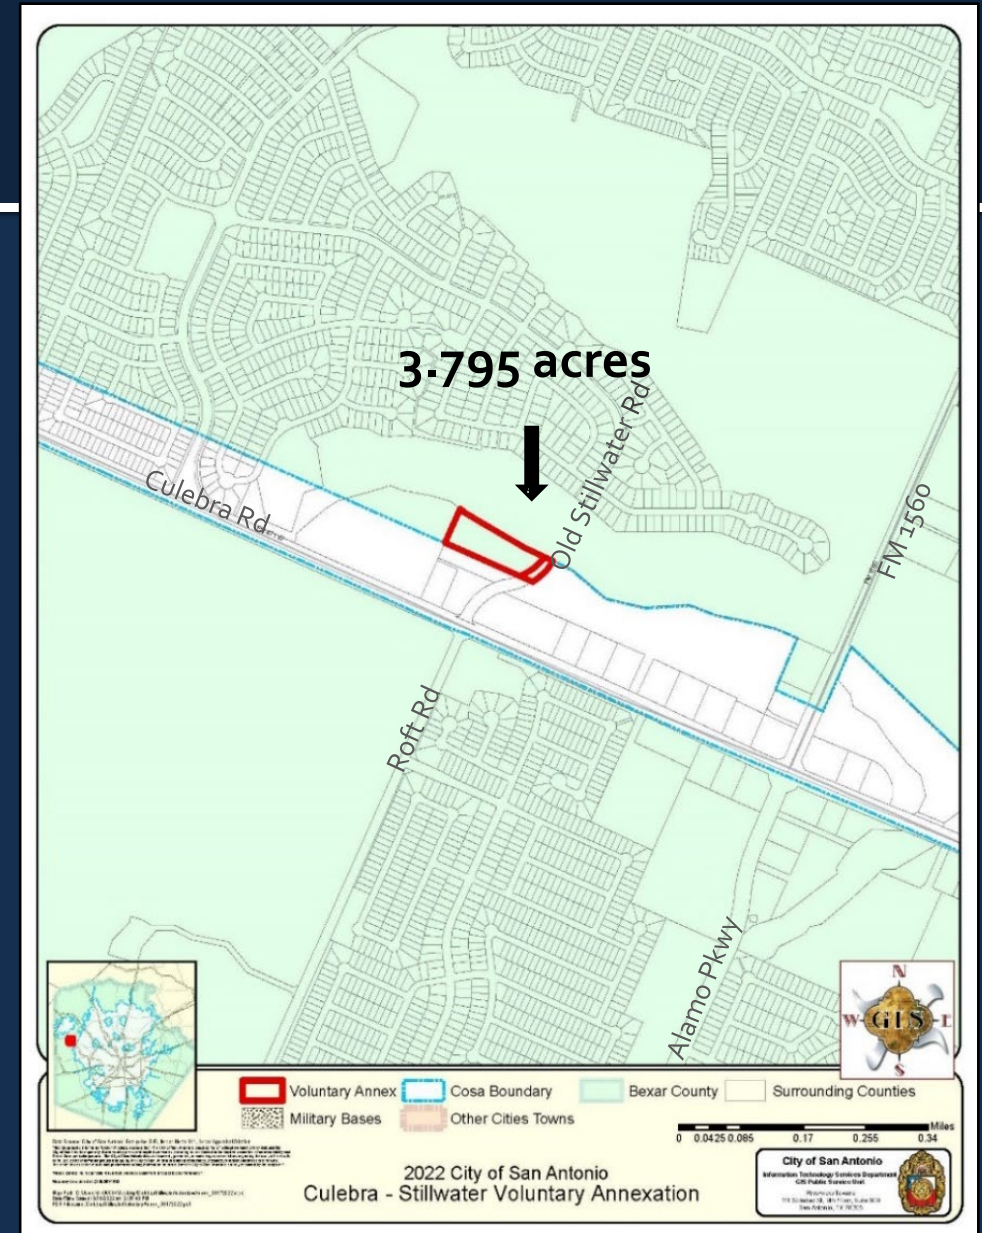 3.795 acres
Old Stillwater Rd
Culebra Rd
FM 1560
Roft Rd
Alamo Pkwy
N
W GIS E
S
Voluntary Annex
Cosa Boundary
Bexar County
Surrounding Counties
Military Bases
Other Cities Towns
Miles
0 0.0425 0.085 0.17 0.255 0.34
2022 City of San Antonio
Culebra - Stillwater Voluntary Annexation
City of San Antonio
Information Technology Services Department
GIS Public Service Unit
San Antonio, TX